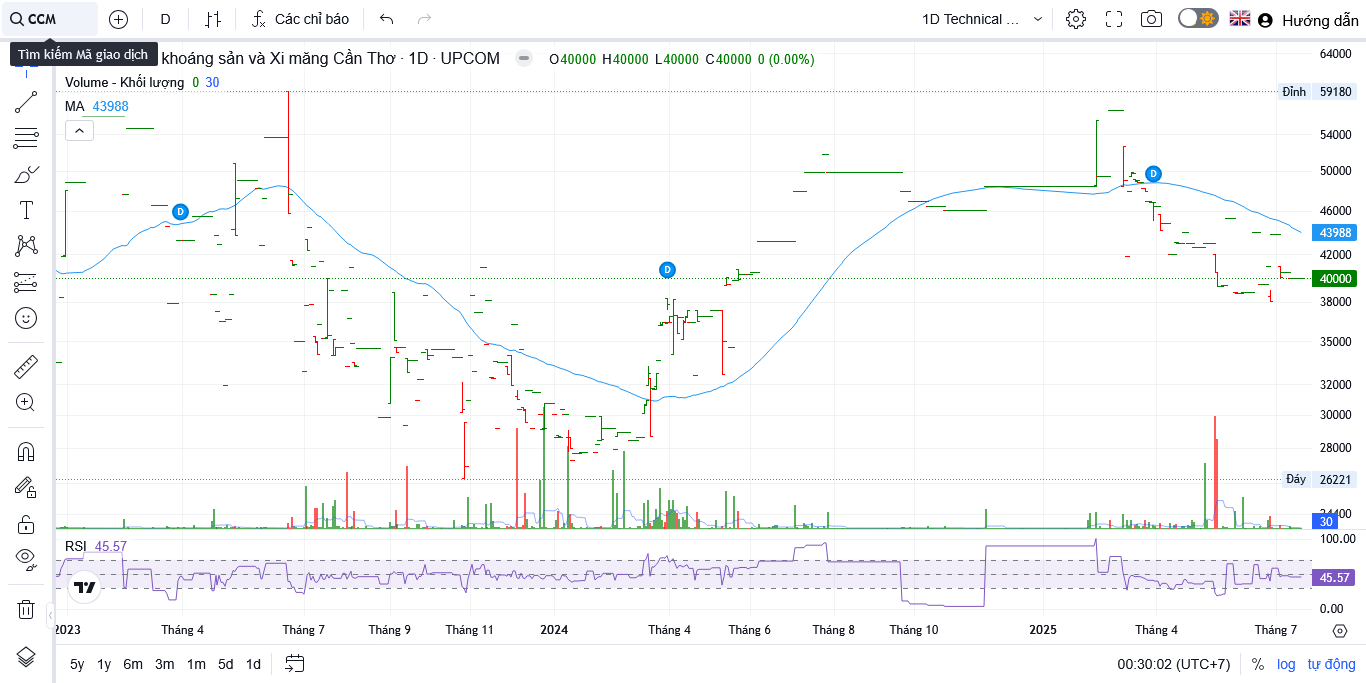 CCM
D
Các chỉ báo
1D Technical ...
Hướng dẫn
Tìm kiếm Mã giao dịch
khoáng sản và Xi măng Cần Thơ · 1D · UPCOM
O40000 H40000 L40000 C40000 0 (0.00%)
Volume - Khối lượng 0 30
MA 43988
64000
Đỉnh 59180
54000
50000
46000
43988
42000
40000
38000
35000
32000
30000
28000
Đáy 26221
24400
30
D
D
D
RSI 45.57
100.00
45.57
0.00
2023 Tháng 4 Tháng 7 Tháng 9 Tháng 11 2024 Tháng 4 Tháng 6 Tháng 8 Tháng 10 2025 Tháng 4 Tháng 7
5y 1y 6m 3m 1m 5d 1d
00:30:02 (UTC+7) % log tự động